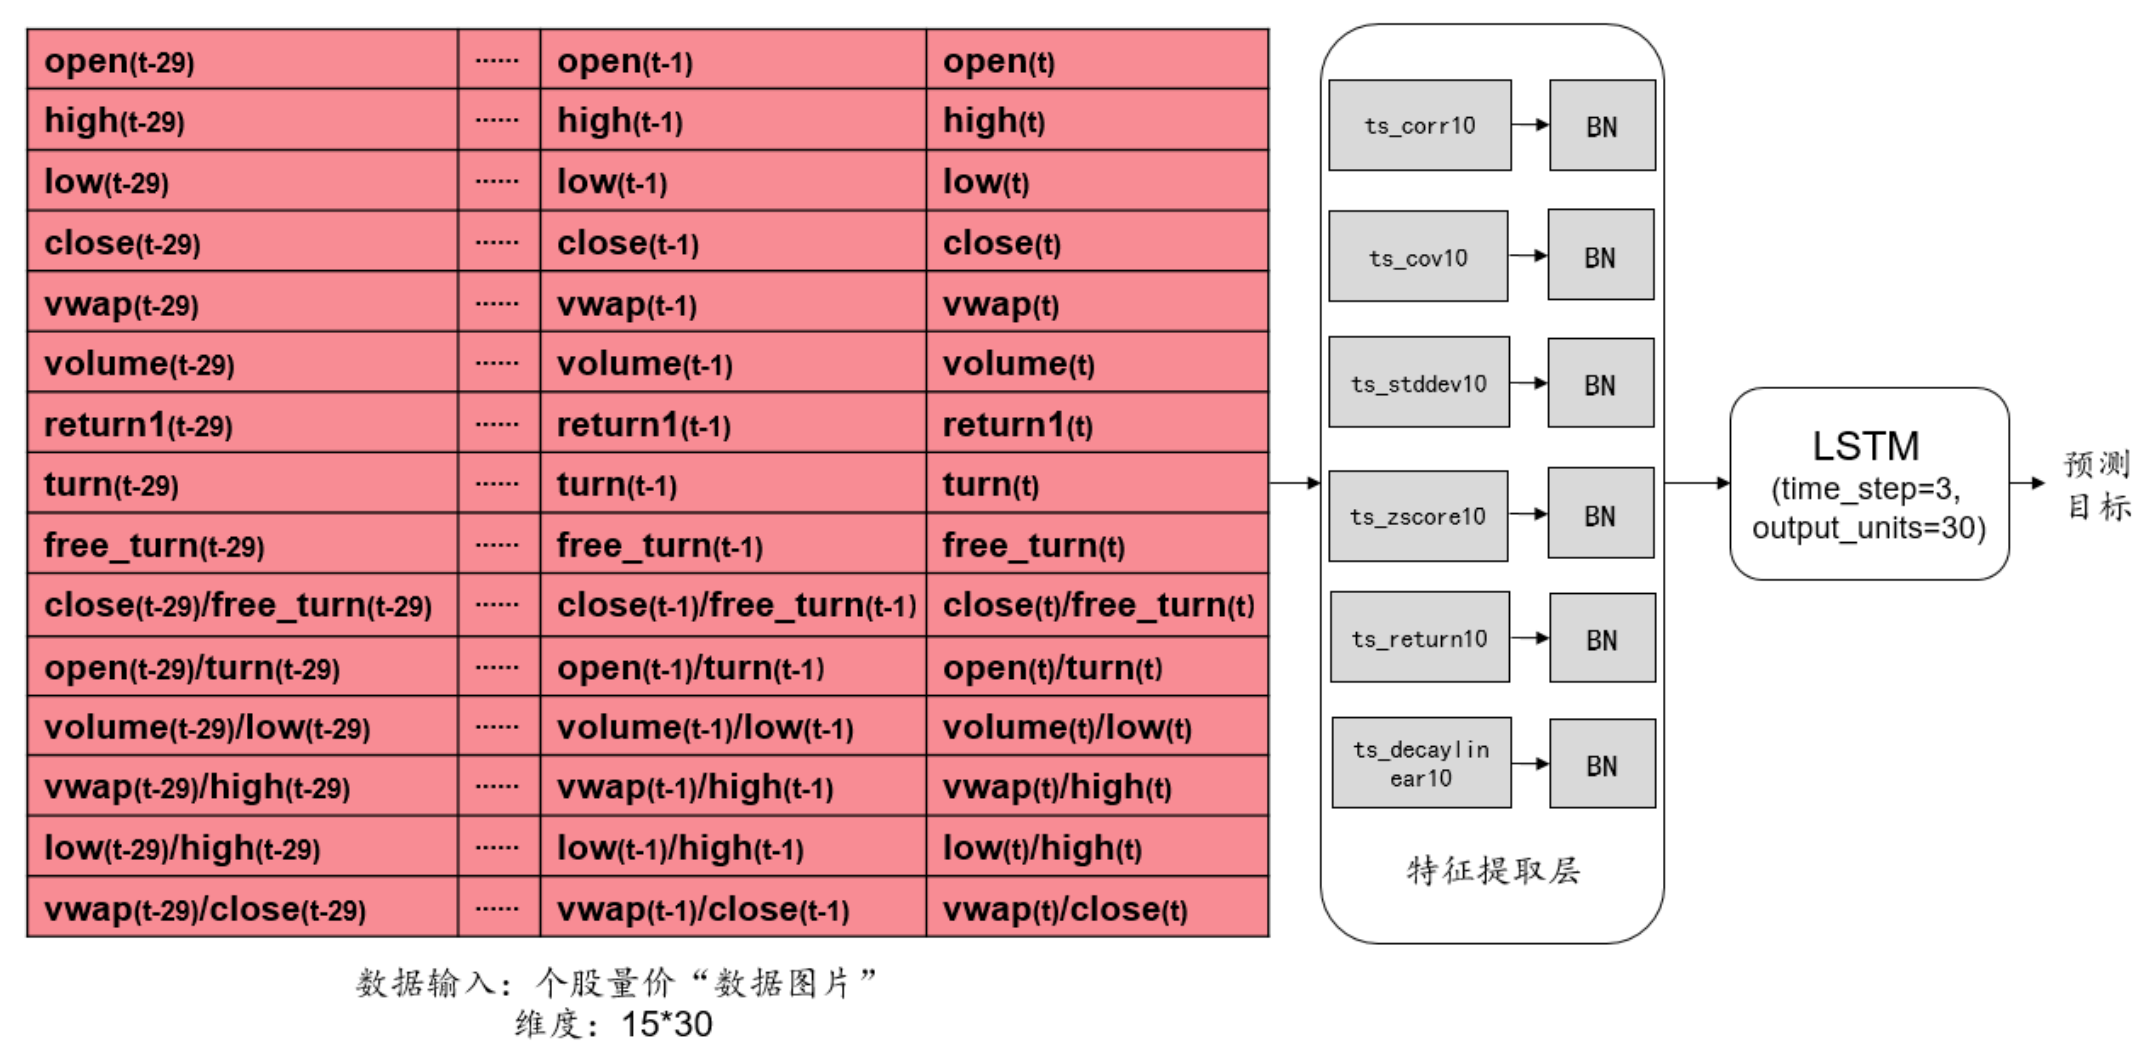 open(t-29) ...... open(t-1) open(t)
high(t-29) ...... high(t-1) high(t)
low(t-29) ...... low(t-1) low(t)
close(t-29) ...... close(t-1) close(t)
vwap(t-29) ...... vwap(t-1) vwap(t)
volume(t-29) ...... volume(t-1) volume(t)
return1(t-29) ...... return1(t-1) return1(t)
turn(t-29) ...... turn(t-1) turn(t)
free_turn(t-29) ...... free_turn(t-1) free_turn(t)
close(t-29)/free_turn(t-29) ...... close(t-1)/free_turn(t-1) close(t)/free_turn(t)
open(t-29)/turn(t-29) ...... open(t-1)/turn(t-1) open(t)/turn(t)
volume(t-29)/low(t-29) ...... volume(t-1)/low(t-1) volume(t)/low(t)
vwap(t-29)/high(t-29) ...... vwap(t-1)/high(t-1) vwap(t)/high(t)
low(t-29)/high(t-29) ...... low(t-1)/high(t-1) low(t)/high(t)
vwap(t-29)/close(t-29) ...... vwap(t-1)/close(t-1) vwap(t)/close(t)
数据输入：个股量价“数据图片”
维度：15*30
ts_corr10 BN
ts_cov10 BN
ts_stddev10 BN
ts_zscore10 BN
ts_return10 BN
ts_decaylin
ear10 BN
特征提取层
LSTM
(time_step=3,
output_units=30)
预测
目标